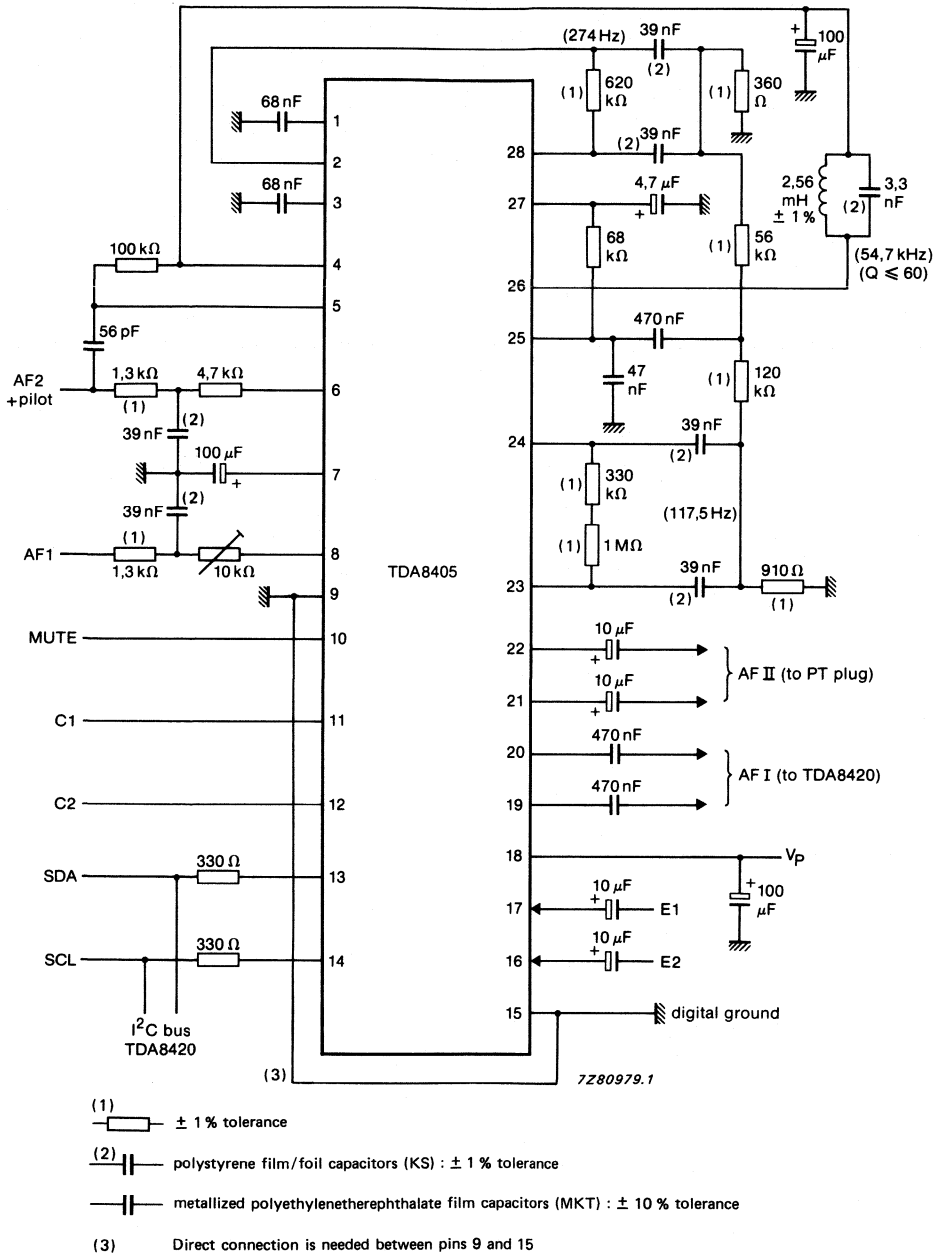 39 nF
(274 Hz)
(2)
+
100
µF
620
kΩ
(1)
360
Ω
(1)
68 nF
1
39 nF
(2)
28
2
68 nF
3
4,7 µF
+
27
2,56
mH
± 1%
3,3
nF
(2)
68
kΩ
56
kΩ
(1)
100 kΩ
4
(54,7 kHz)
(Q ≤ 60)
26
5
470 nF
25
56 pF
47
nF
120
kΩ
(1)
AF2
+pilot
1,3 kΩ
(1)
4,7 kΩ
6
(2)
39 nF
39 nF
(2)
24
100 µF
+
7
330
kΩ
(1)
(2)
39 nF
(117,5 Hz)
AF1
(1)
1,3 kΩ
10 kΩ
8
1 MΩ
(1)
TDA8405
39 nF
(2)
910 Ω
(1)
23
9
MUTE
10
10 µF
+
22
AF II (to PT plug)
10 µF
+
21
C1
11
470 nF
20
AF I (to TDA8420)
470 nF
19
C2
12
18
VP
+
100
µF
SDA
330 Ω
13
10 µF
+
17
E1
SCL
330 Ω
14
10 µF
+
16
E2
15
digital ground
I²C bus
TDA8420
(3)
7Z80979.1
(1)
± 1% tolerance
(2)
polystyrene film/foil capacitors (KS) : ± 1% tolerance
metallized polyethylenetherephthalate film capacitors (MKT) : ± 10% tolerance
(3) Direct connection is needed between pins 9 and 15